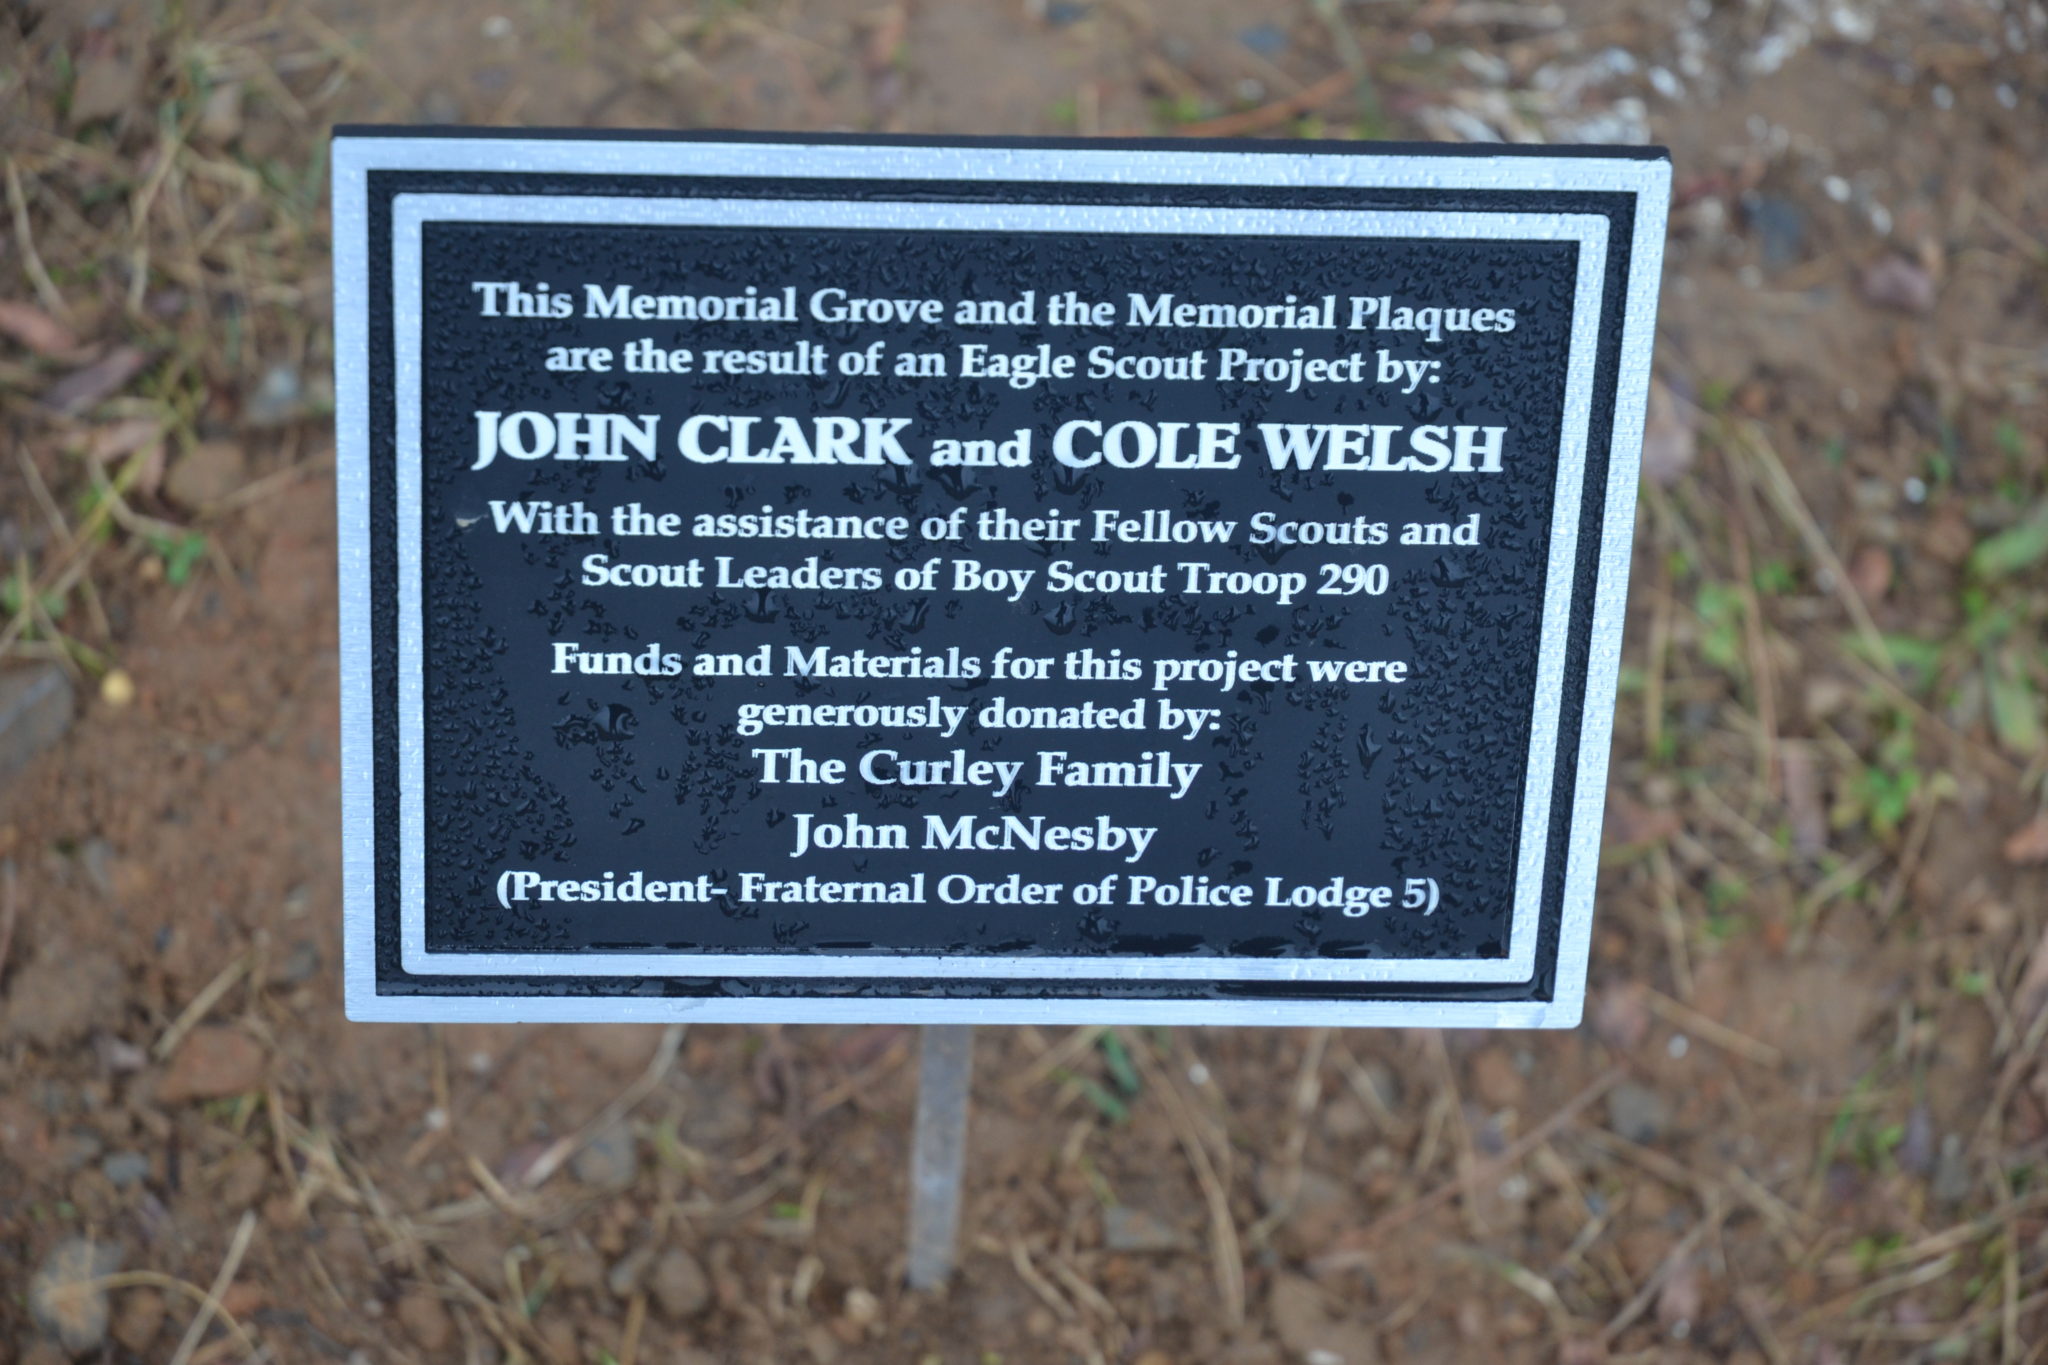 This Memorial Grove and the Memorial Plaques
are the result of an Eagle Scout Project by:
JOHN CLARK and COLE WELSH
With the assistance of their Fellow Scouts and
Scout Leaders of Boy Scout Troop 290
Funds and Materials for this project were
generously donated by:
The Curley Family
John McNesby
(President- Fraternal Order of Police Lodge 5)